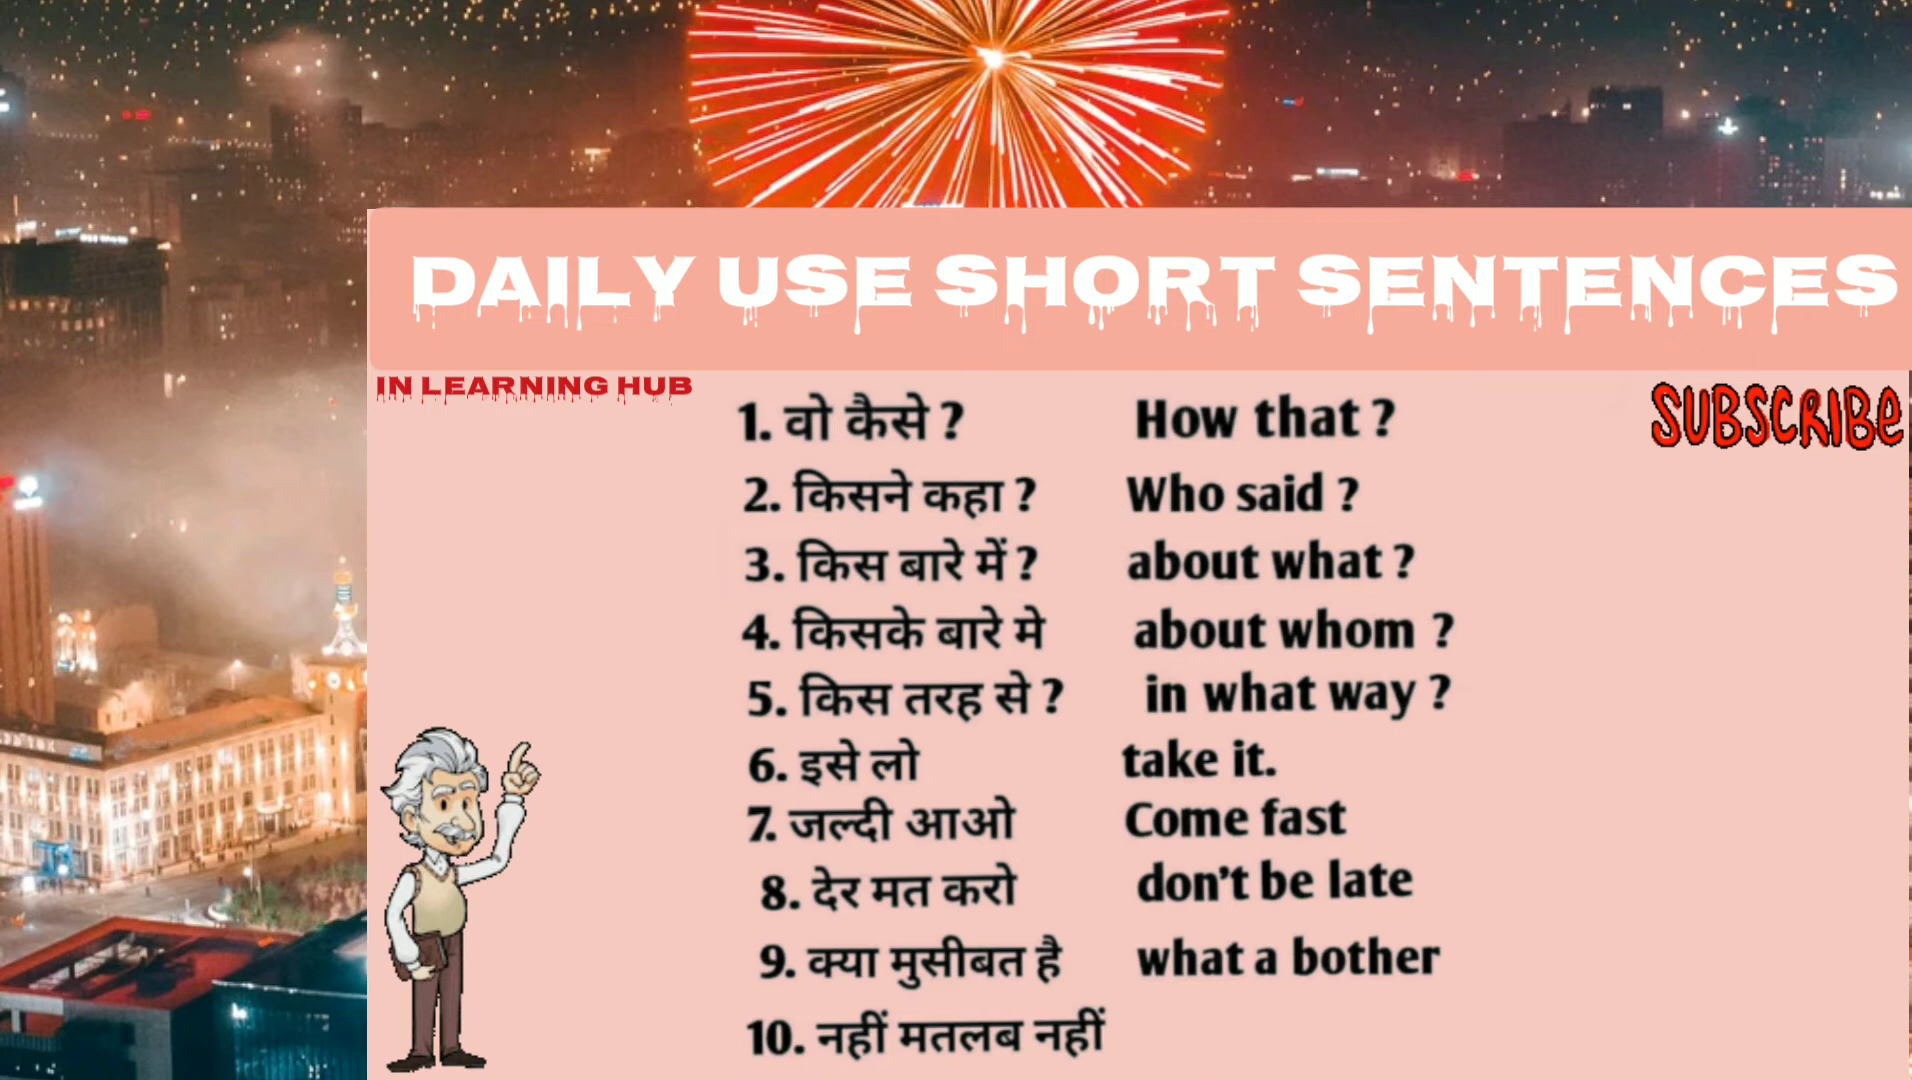 DAILY USE SHORT SENTENCES
IN LEARNING HUB
SUBSCRIBe
1. वो कैसे ? How that ?
2. किसने कहा ? Who said ?
3. किस बारे में ? about what ?
4. किसके बारे मे about whom ?
5. किस तरह से ? in what way ?
6. इसे लो take it.
7. जल्दी आओ Come fast
8. देर मत करो don't be late
9. क्या मुसीबत है what a bother
10. नहीं मतलब नहीं